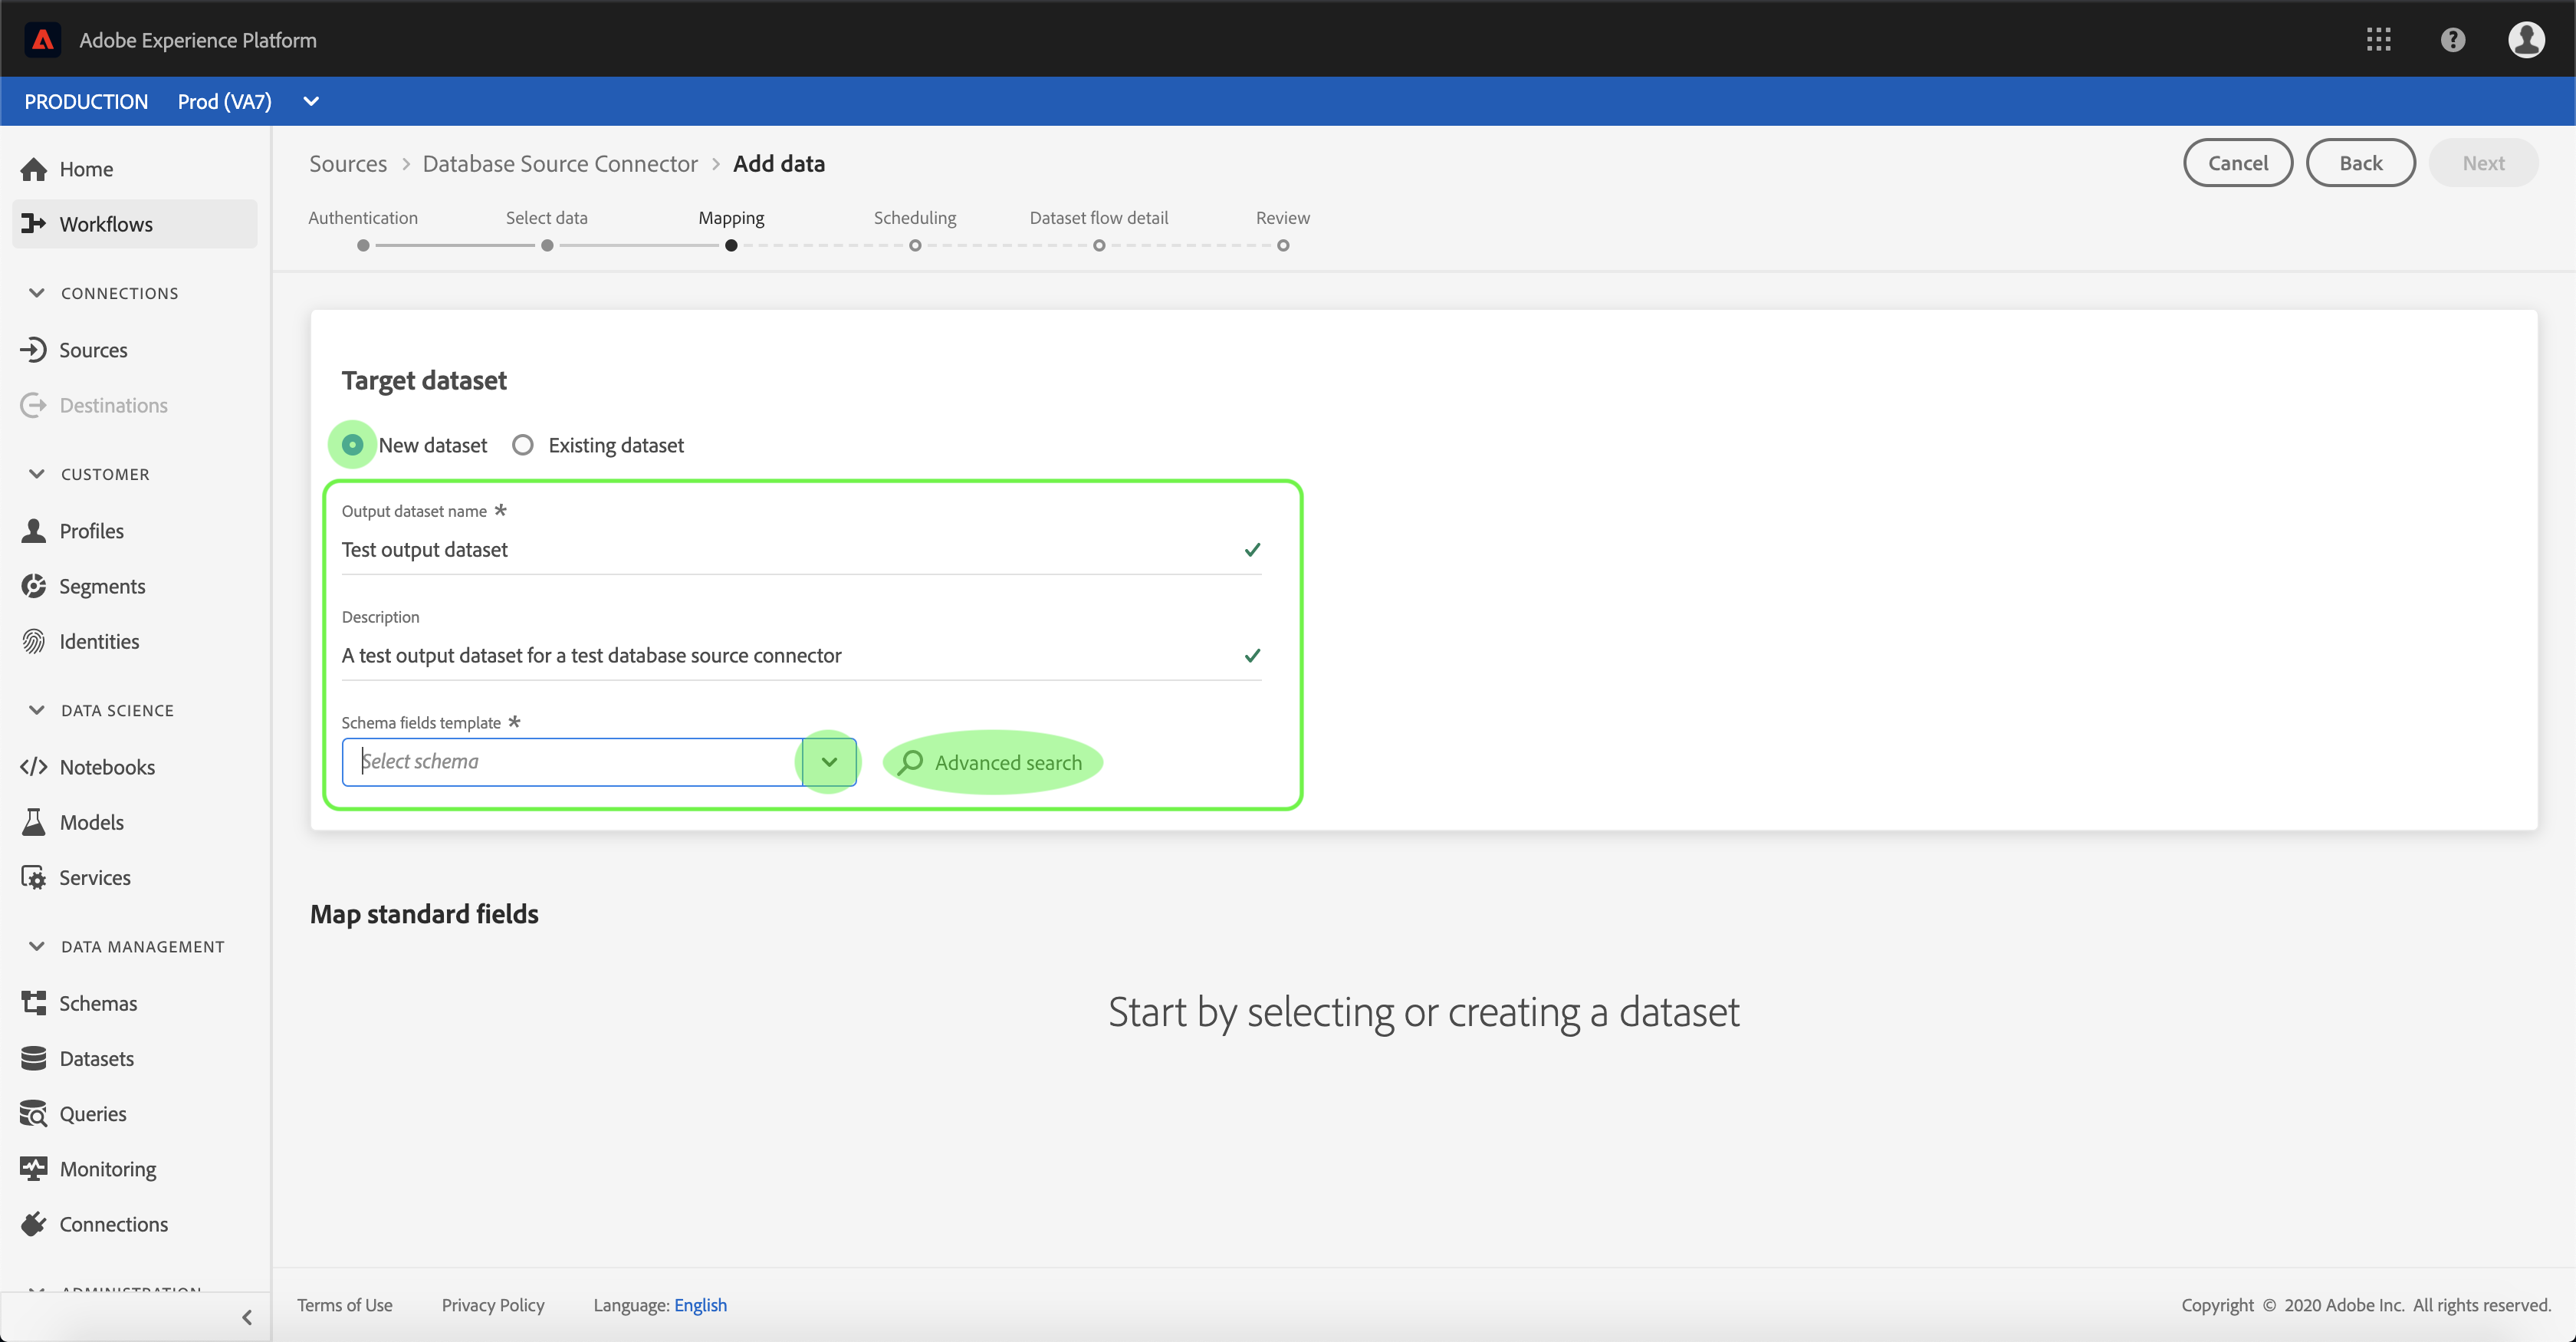 Adobe Experience Platform
PRODUCTION Prod (VA7)
Home
Workflows
CONNECTIONS
Sources
Destinations
CUSTOMER
Profiles
Segments
Identities
DATA SCIENCE
Notebooks
Models
Services
DATA MANAGEMENT
Schemas
Datasets
Queries
Monitoring
Connections
ADMINISTRATION
Sources > Database Source Connector > Add data
Cancel Back Next
Authentication Select data Mapping Scheduling Dataset flow detail Review
Target dataset
New dataset Existing dataset
Output dataset name *
Test output dataset
Description
A test output dataset for a test database source connector
Schema fields template *
Select schema Advanced search
Map standard fields
Start by selecting or creating a dataset
Terms of Use Privacy Policy Language: English Copyright © 2020 Adobe Inc. All rights reserved.